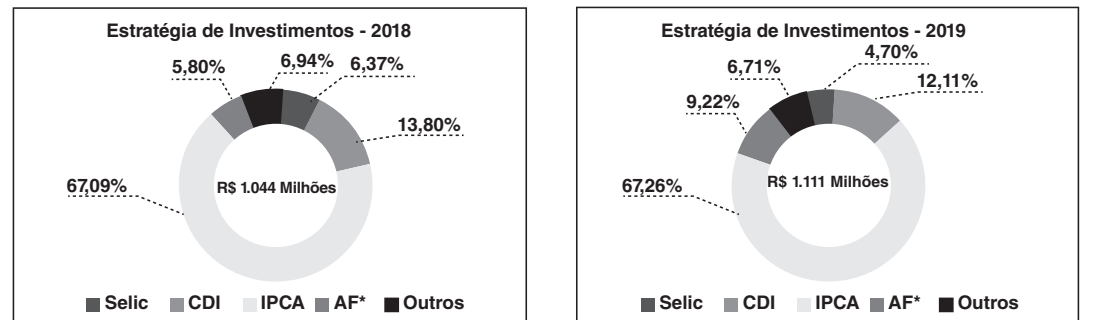 Estratégia de Investimentos - 2018
5,80%
6,94%
6,37%
13,80%
67,09%
R$ 1.044 Milhões
Selic CDI IPCA AF* Outros
Estratégia de Investimentos - 2019
4,70%
6,71%
12,11%
9,22%
67,26%
R$ 1.111 Milhões
Selic CDI IPCA AF* Outros